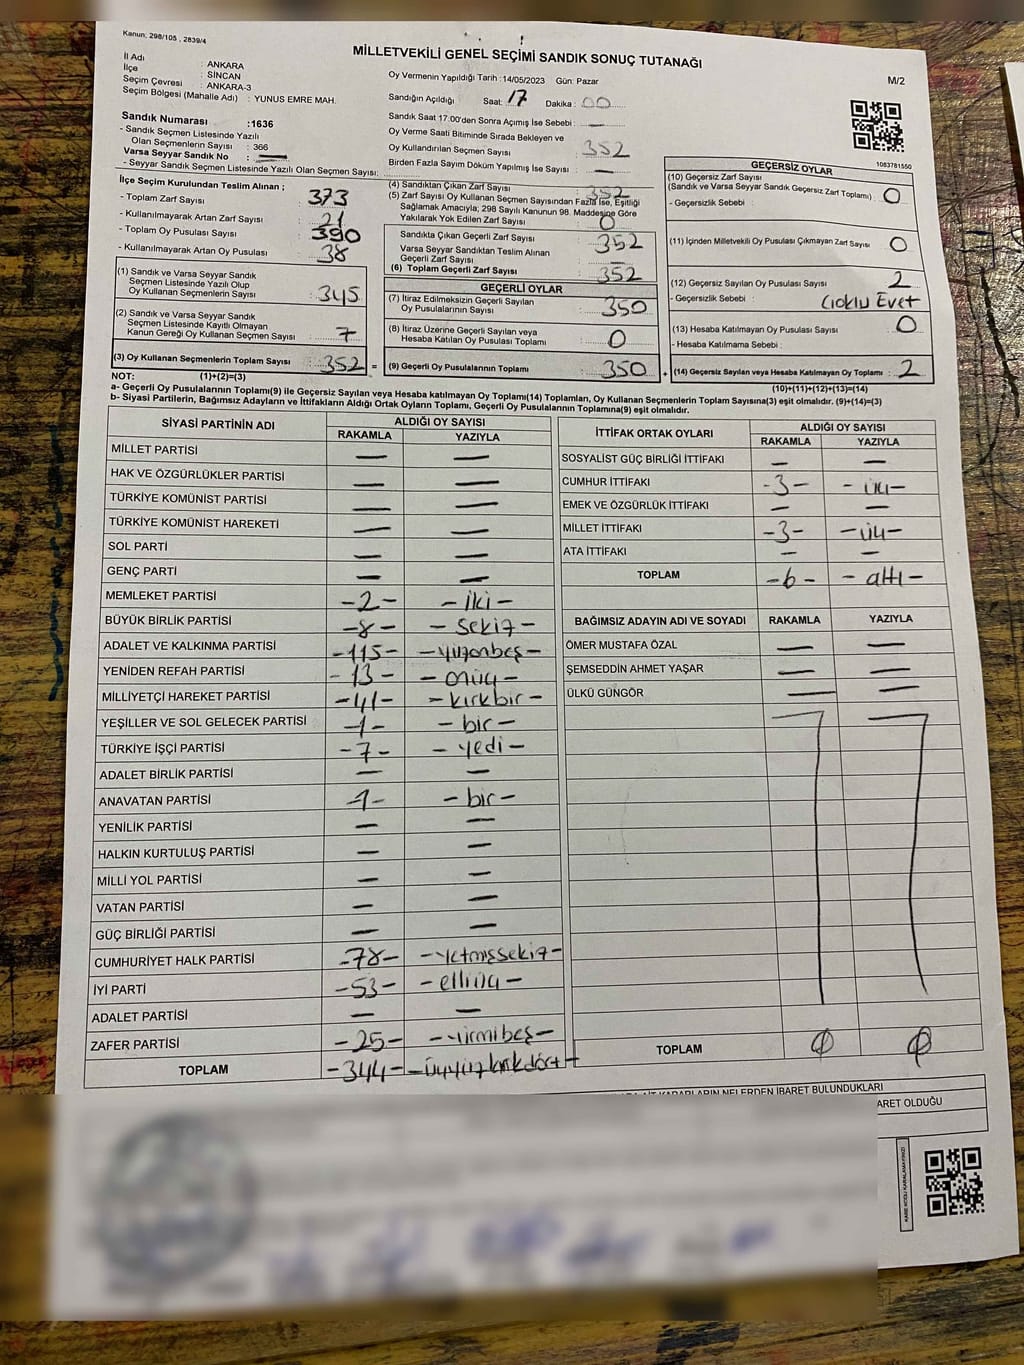 Kanun; 298/105 , 2839/4
MİLLETVEKİLİ GENEL SEÇİMİ SANDIK SONUÇ TUTANAĞI
M/2
İl Adı : ANKARA
İlçe : SİNCAN
Seçim Çevresi : ANKARA-3
Seçim Bölgesi (Mahalle Adı) : YUNUS EMRE MAH.
Oy Vermenin Yapıldığı Tarih :14/05/2023 Gün: Pazar
Sandığın Açıldığı Saat: 17 Dakika : 00
Sandık Saat 17:00'den Sonra Açımış İse Sebebi : —
Oy Verme Saati Bitiminde Sırada Bekleyen ve
Oy Kullandırılan Seçmen Sayısı : 352
Birden Fazla Sayım Döküm Yapılmış İse Sayısı : —
Sandık Numarası :1636
- Sandık Seçmen Listesinde Yazılı
Olan Seçmenlerin Sayısı : 366
Varsa Seyyar Sandık No : —
- Seyyar Sandık Seçmen Listesinde Yazılı Olan Seçmen Sayısı:
1083781550
İlçe Seçim Kurulundan Teslim Alınan ;
- Toplam Zarf Sayısı : 373
- Kullanılmayarak Artan Zarf Sayısı : 21
- Toplam Oy Pusulası Sayısı : 390
- Kullanılmayarak Artan Oy Pusulası : 38
(1) Sandık ve Varsa Seyyar Sandık
Seçmen Listesinde Yazılı Olup
Oy Kullanan Seçmenlerin Sayısı : 345
(2) Sandık ve Varsa Seyyar Sandık
Seçmen Listesinde Kayıtlı Olmayan
Kanun Gereği Oy Kullanan Seçmen Sayısı : 7
(3) Oy Kullanan Seçmenlerin Toplam Sayısı : 352 =
(4) Sandıktan Çıkan Zarf Sayısı : 352
(5) Zarf Sayısı Oy Kullanan Seçmen Sayısından Fazla İse, Eşitliği
Sağlamak Amacıyla, 298 Sayılı Kanunun 98. Maddesine Göre
Yakılarak Yok Edilen Zarf Sayısı : 0
Sandıkta Çıkan Geçerli Zarf Sayısı : 352
Varsa Seyyar Sandıktan Teslim Alınan
Geçerli Zarf Sayısı : —
(6) Toplam Geçerli Zarf Sayısı : 352
GEÇERLİ OYLAR
(7) İtiraz Edilmeksizin Geçerli Sayılan
Oy Pusulalarının Sayısı : 350
(8) İtiraz Üzerine Geçerli Sayılan veya
Hesaba Katılan Oy Pusulası Toplamı : 0
(9) Geçerli Oy Pusulalarının Toplamı : 350 +
GEÇERSİZ OYLAR
(10) Geçersiz Zarf Sayısı
(Sandık ve Varsa Seyyar Sandık Geçersiz Zarf Toplamı) : 0
- Geçersizlik Sebebi :
(11) İçinden Milletvekili Oy Pusulası Çıkmayan Zarf Sayısı : 0
(12) Geçersiz Sayılan Oy Pusulası Sayısı : 2
- Geçersizlik Sebebi : Çoklu Evet
(13) Hesaba Katılmayan Oy Pusulası Sayısı : 0
- Hesaba Katılmama Sebebi :
(14) Geçersiz Sayılan veya Hesaba Katılmayan Oy Toplamı : 2
NOT: (1)+(2)=(3)
(10)+(11)+(12)+(13)=(14)
a- Geçerli Oy Pusulalarının Toplamı(9) ile Geçersiz Sayılan veya Hesaba katılmayan Oy Toplamı(14) Toplamları, Oy Kullanan Seçmenlerin Toplam Sayısına(3) eşit olmalıdır. (9)+(14)=(3)
b- Siyasi Partilerin, Bağımsız Adayların ve İttifakların Aldığı Ortak Oyların Toplamı, Geçerli Oy Pusulalarının Toplamına(9) eşit olmalıdır.
SİYASİ PARTİNİN ADI ALDIĞI OY SAYISI
RAKAMLA YAZIYLA
MİLLET PARTİSİ — —
HAK VE ÖZGÜRLÜKLER PARTİSİ — —
TÜRKİYE KOMÜNİST PARTİSİ — —
TÜRKİYE KOMÜNİST HAREKETİ — —
SOL PARTİ — —
GENÇ PARTİ — —
MEMLEKET PARTİSİ -2- -iki-
BÜYÜK BİRLİK PARTİSİ -8- -sekiz-
ADALET VE KALKINMA PARTİSİ -115- -yüzonbeş-
YENİDEN REFAH PARTİSİ -13- -onüç-
MİLLİYETÇİ HAREKET PARTİSİ -41- -kırkbir-
YEŞİLLER VE SOL GELECEK PARTİSİ -1- -bir-
TÜRKİYE İŞÇİ PARTİSİ -7- -yedi-
ADALET BİRLİK PARTİSİ — —
ANAVATAN PARTİSİ -1- -bir-
YENİLİK PARTİSİ — —
HALKIN KURTULUŞ PARTİSİ — —
MİLLİ YOL PARTİSİ — —
VATAN PARTİSİ — —
GÜÇ BİRLİĞİ PARTİSİ — —
CUMHURİYET HALK PARTİSİ -78- -yetmişsekiz-
İYİ PARTİ -53- -elliüç-
ADALET PARTİSİ — —
ZAFER PARTİSİ -25- -yirmibeş-
TOPLAM -344- -üçyüzkırkdört-
İTTİFAK ORTAK OYLARI ALDIĞI OY SAYISI
RAKAMLA YAZIYLA
SOSYALİST GÜÇ BİRLİĞİ İTTİFAKI — —
CUMHUR İTTİFAKI -3- -üç-
EMEK VE ÖZGÜRLÜK İTTİFAKI — —
MİLLET İTTİFAKI -3- -üç-
ATA İTTİFAKI — —
TOPLAM -6- -altı-
BAĞIMSIZ ADAYIN ADI VE SOYADI RAKAMLA YAZIYLA
ÖMER MUSTAFA ÖZAL — —
ŞEMSEDDİN AHMET YAŞAR — —
ÜLKÜ GÜNGÖR — —
TOPLAM 0 0
KARARLARIN NELERDEN İBARET BULUNDUKLARI
ARET OLDUĞU